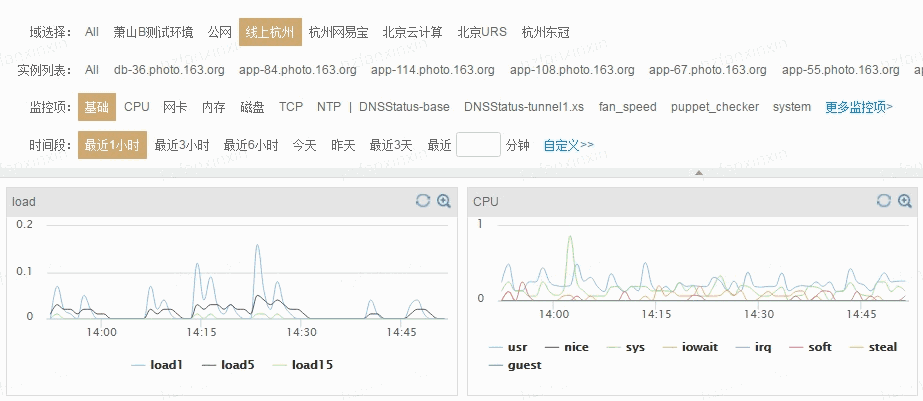 域选择： All 萧山B测试环境 公网 线上杭州 杭州网易宝 北京云计算 北京URS 杭州东冠
实例列表： All db-36.photo.163.org app-84.photo.163.org app-114.photo.163.org app-108.photo.163.org app-67.photo.163.org app-55.photo.163.org
监控项： 基础 CPU 网卡 内存 磁盘 TCP NTP | DNSStatus-base DNSStatus-tunnel1.xs fan_speed puppet_checker system 更多监控项>
时间段： 最近1小时 最近3小时 最近6小时 今天 昨天 最近3天 最近 分钟 自定义>>
load
0.2
0.1
0
14:00 14:15 14:30 14:45
load1 load5 load15
CPU
1
0
14:00 14:15 14:30 14:45
usr nice sys iowait irq soft steal
guest